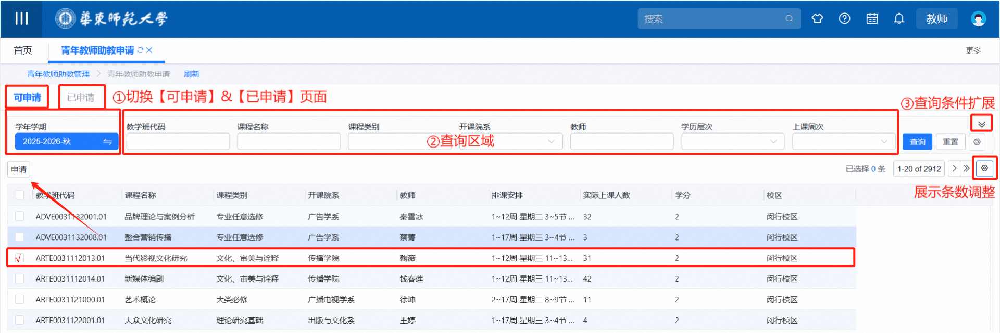 華東師範大學 搜索 教师
首页 青年教师助教申请 更多
青年教师助教管理 青年教师助教申请 刷新
可申请 已申请 ①切换【可申请】&【已申请】页面
③查询条件扩展
学年学期 教学班代码 课程名称 课程类别 开课院系 教师 学历层次 上课周次
2025-2026-秋 ②查询区域 查询 重置
申请 已选择 0 条 1-20 of 2912
展示条数调整
教学班代码 课程名称 课程类别 开课院系 教师 排课安排 实际上课人数 学分 校区
ADVE0031132001.01 品牌理论与案例分析 专业任意选修 广告学系 秦雪冰 1~12周 星期二 3~5节 ... 32 2 闵行校区
ADVE0031132008.01 整合营销传播 专业任意选修 广告学系 蔡菁 1~17周 星期三 3~4节 ... 3 2 闵行校区
√ ARTE0031112013.01 当代影视文化研究 文化、审美与诠释 传播学院 鞠薇 1~12周 星期三 11~13... 31 2 闵行校区
ARTE0031112014.01 新媒体编剧 文化、审美与诠释 传播学院 钱春莲 1~12周 星期三 11~13... 42 2 闵行校区
ARTE0031121000.01 艺术概论 大类必修 广播电视学系 徐坤 2~17周 星期二 8~9节 ... 11 2 闵行校区
ARTE0031122001.01 大众文化研究 理论研究基础 出版与文化系 王婷 1~17周 星期三 3~4节 ... 4 2 闵行校区